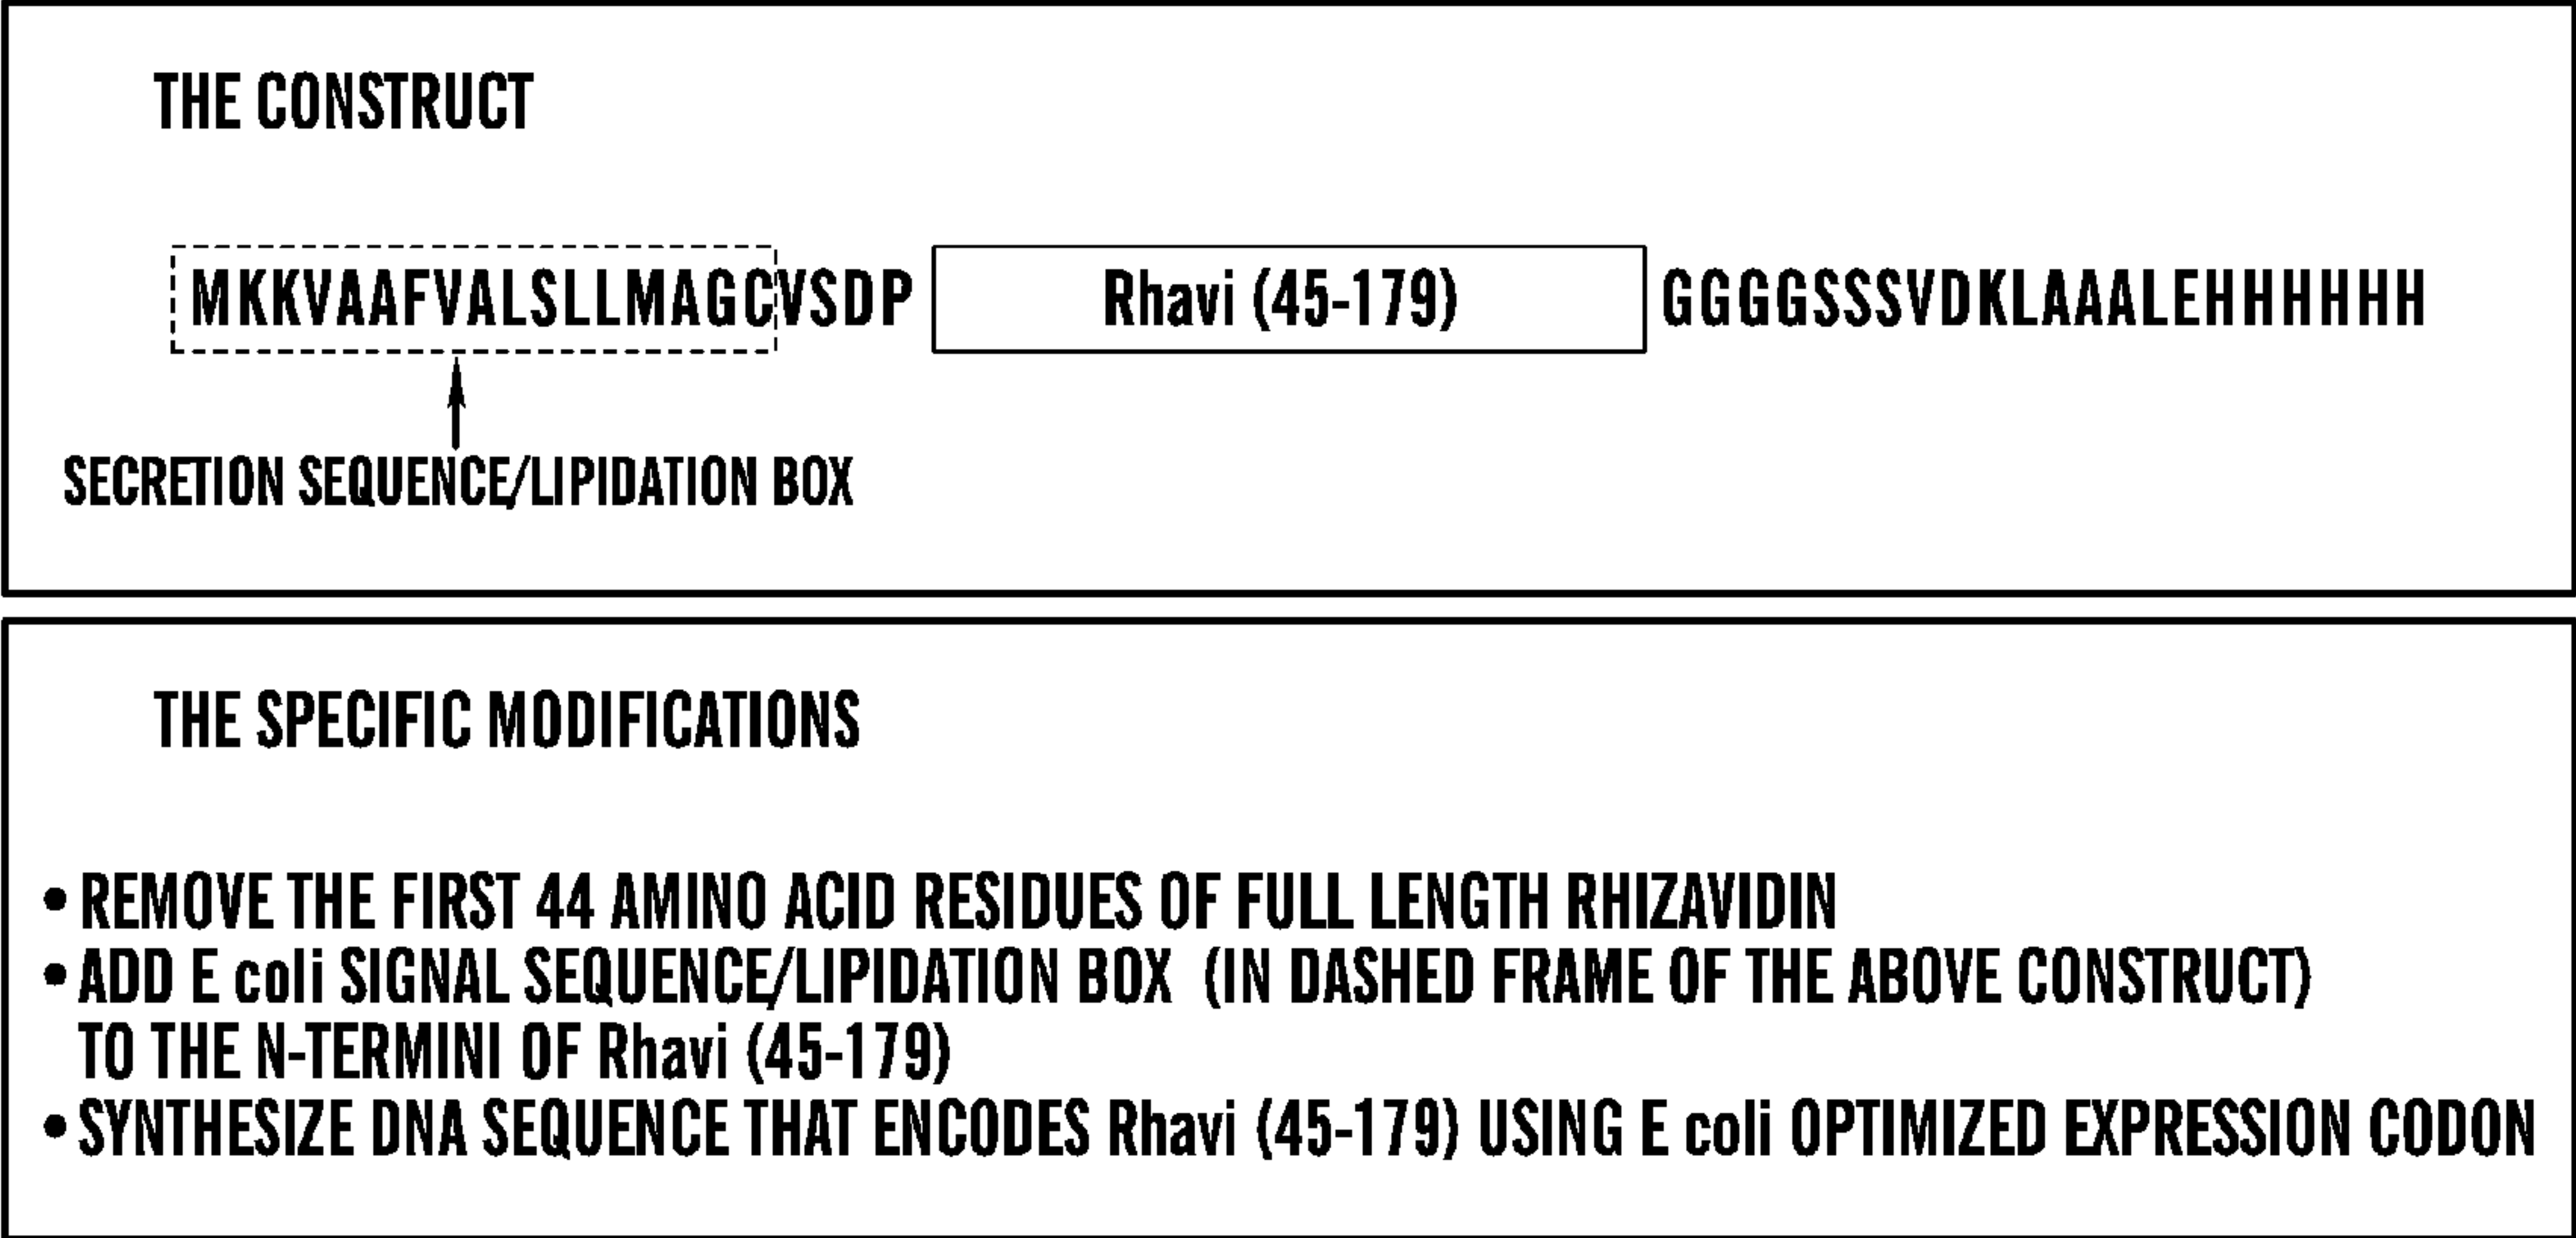 THE CONSTRUCT
MKKVAAFVALSLLMAGCVSDP Rhavi (45-179) GGGGSSSVDKLAAALEHHHHHH
SECRETION SEQUENCE/LIPIDATION BOX
THE SPECIFIC MODIFICATIONS
• REMOVE THE FIRST 44 AMINO ACID RESIDUES OF FULL LENGTH RHIZAVIDIN
• ADD E coli SIGNAL SEQUENCE/LIPIDATION BOX (IN DASHED FRAME OF THE ABOVE CONSTRUCT)
TO THE N-TERMINI OF Rhavi (45-179)
• SYNTHESIZE DNA SEQUENCE THAT ENCODES Rhavi (45-179) USING E coli OPTIMIZED EXPRESSION CODON